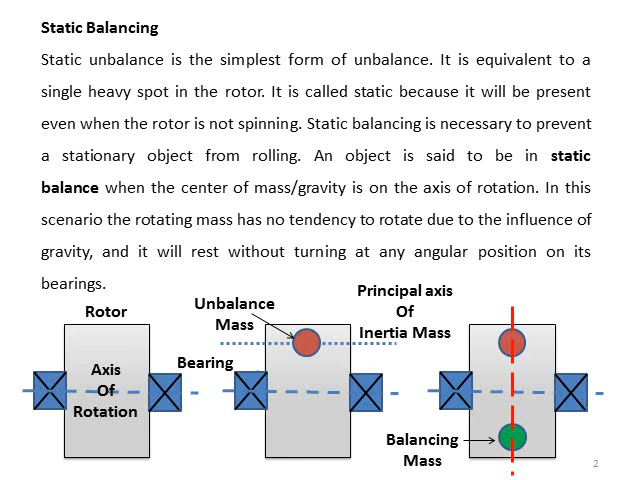 Static Balancing
Static unbalance is the simplest form of unbalance. It is equivalent to a
single heavy spot in the rotor. It is called static because it will be present
even when the rotor is not spinning. Static balancing is necessary to prevent
a stationary object from rolling. An object is said to be in static
balance when the center of mass/gravity is on the axis of rotation. In this
scenario the rotating mass has no tendency to rotate due to the influence of
gravity, and it will rest without turning at any angular position on its
bearings.
Rotor
Axis
Of
Rotation
Bearing
Unbalance
Mass
Principal axis
Of
Inertia Mass
Balancing
Mass
2